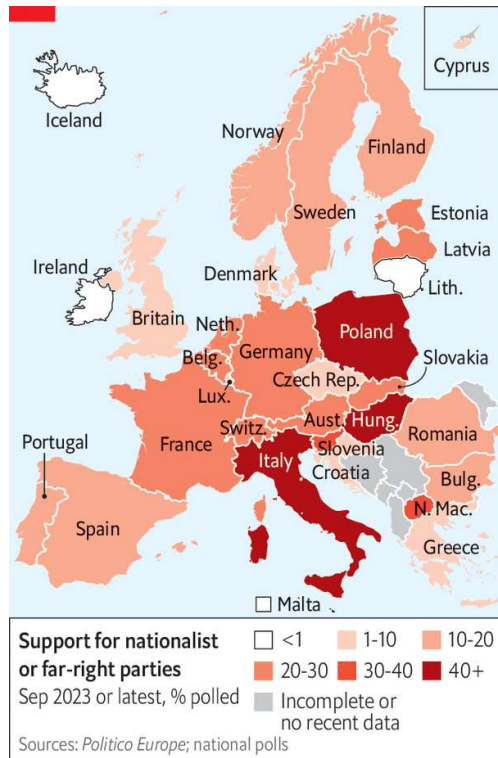 Iceland
Cyprus
Norway
Finland
Sweden
Estonia
Latvia
Lith.
Ireland
Denmark
Britain
Neth.
Poland
Germany
Belg.
Slovakia
Czech Rep.
Lux.
Aust.
Hung.
Switz.
Portugal
France
Slovenia
Romania
Italy
Croatia
Bulg.
N. Mac.
Spain
Greece
Malta
Support for nationalist
or far-right parties
Sep 2023 or latest, % polled
<1 1-10 10-20
20-30 30-40 40+
Incomplete or
no recent data
Sources: Politico Europe; national polls